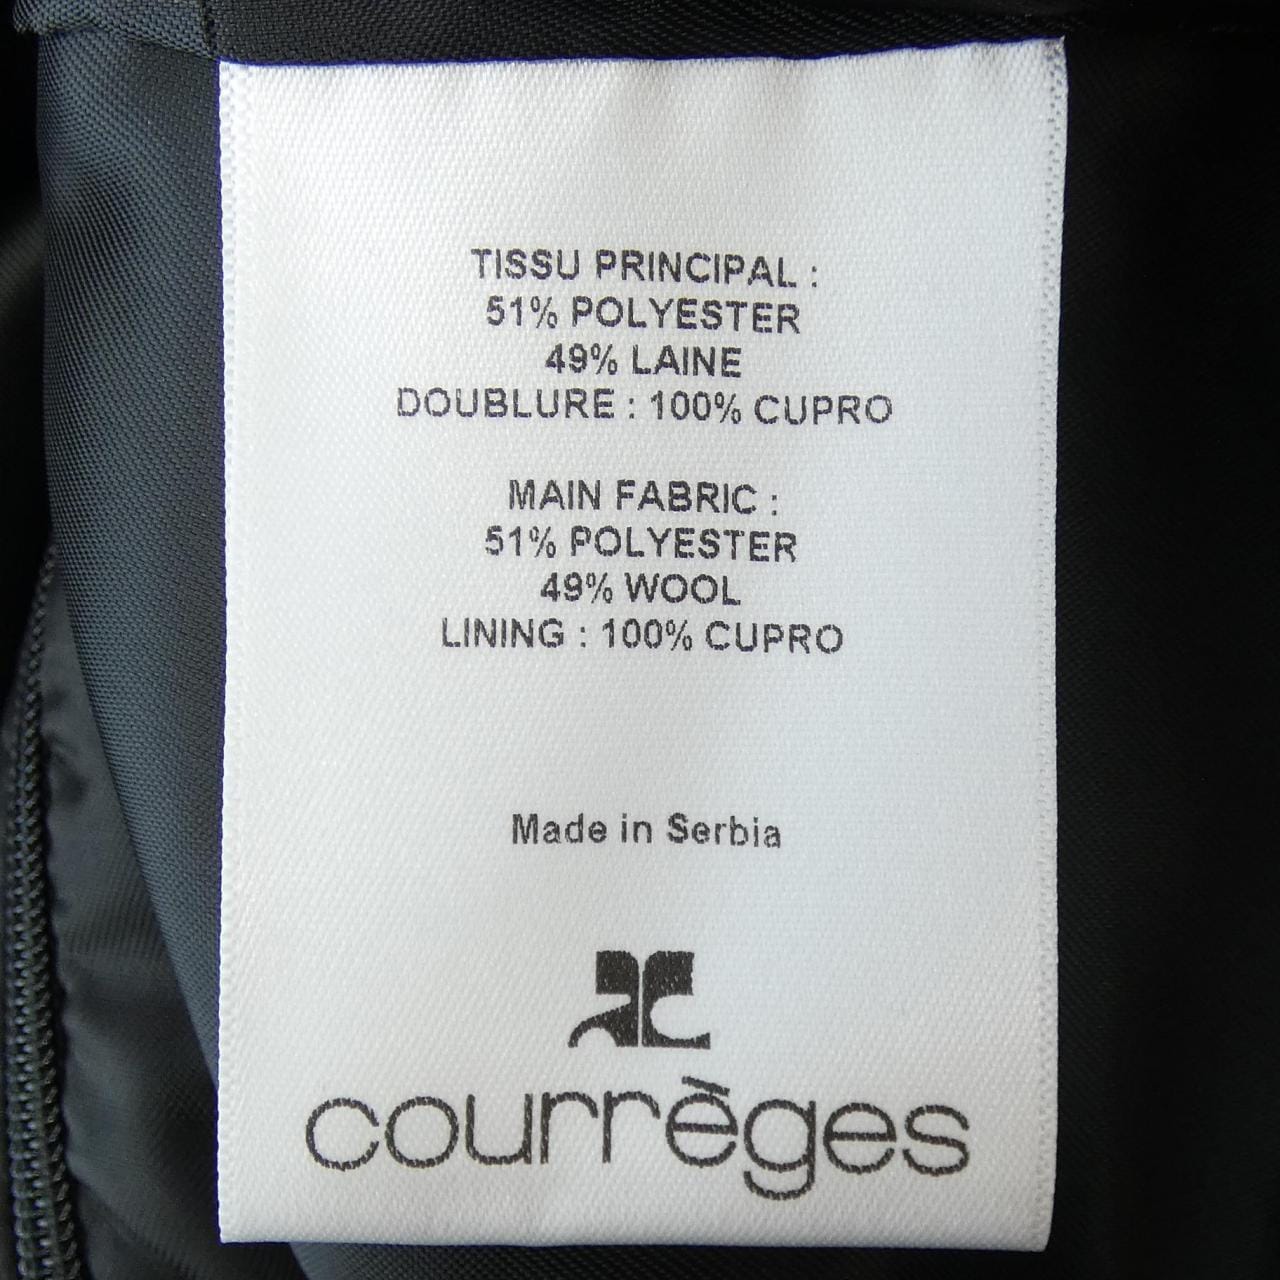 TISSU PRINCIPAL :
51% POLYESTER
49% LAINE
DOUBLURE : 100% CUPRO
MAIN FABRIC :
51% POLYESTER
49% WOOL
LINING : 100% CUPRO
Made in Serbia
courrèges